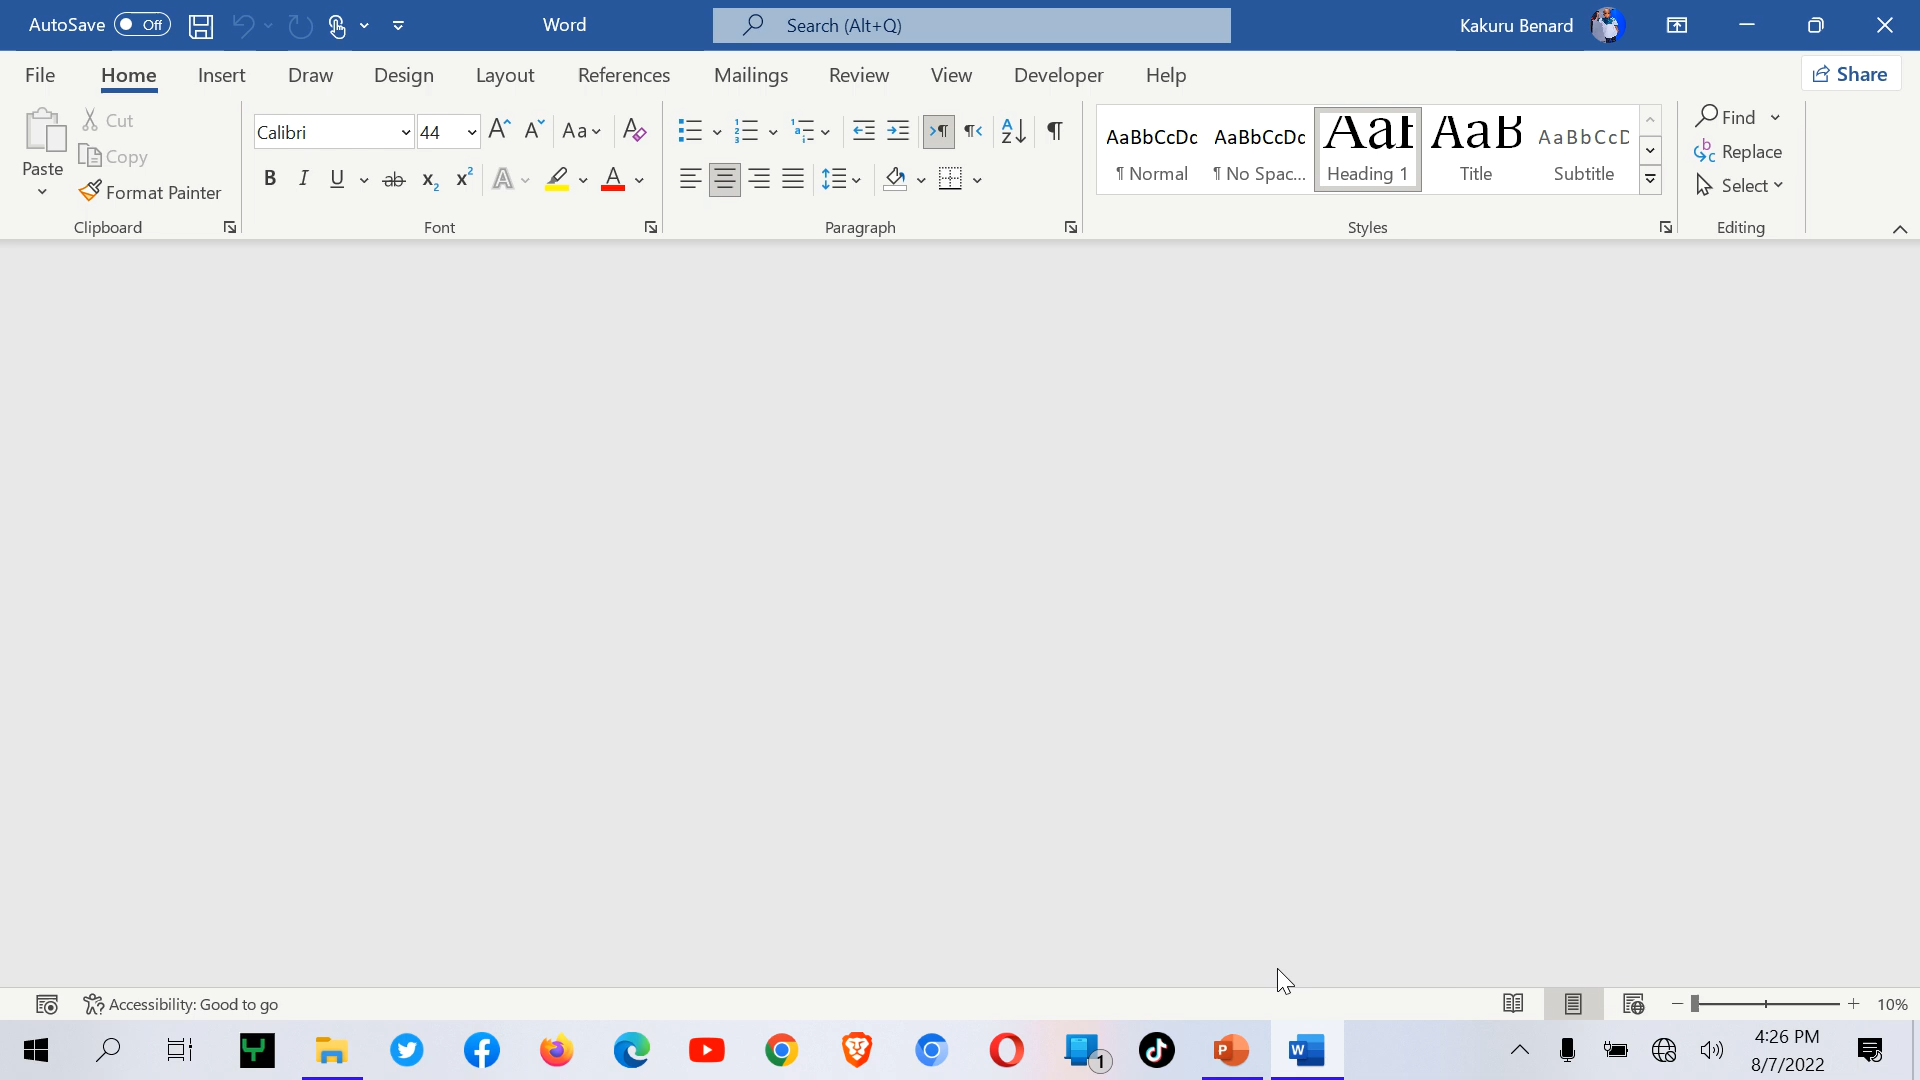 AutoSave Off Word Search (Alt+Q) Kakuru Benard
File Home Insert Draw Design Layout References Mailings Review View Developer Help Share
Paste
Cut
Copy
Format Painter
Clipboard
Calibri 44
Font
Paragraph
AaBbCcDc AaBbCcDc AaB AaB AaBbCcD
¶ Normal ¶ No Spac... Heading 1 Title Subtitle
Styles
Find
Replace
Select
Editing
Accessibility: Good to go 10%
1
4:26 PM
8/7/2022